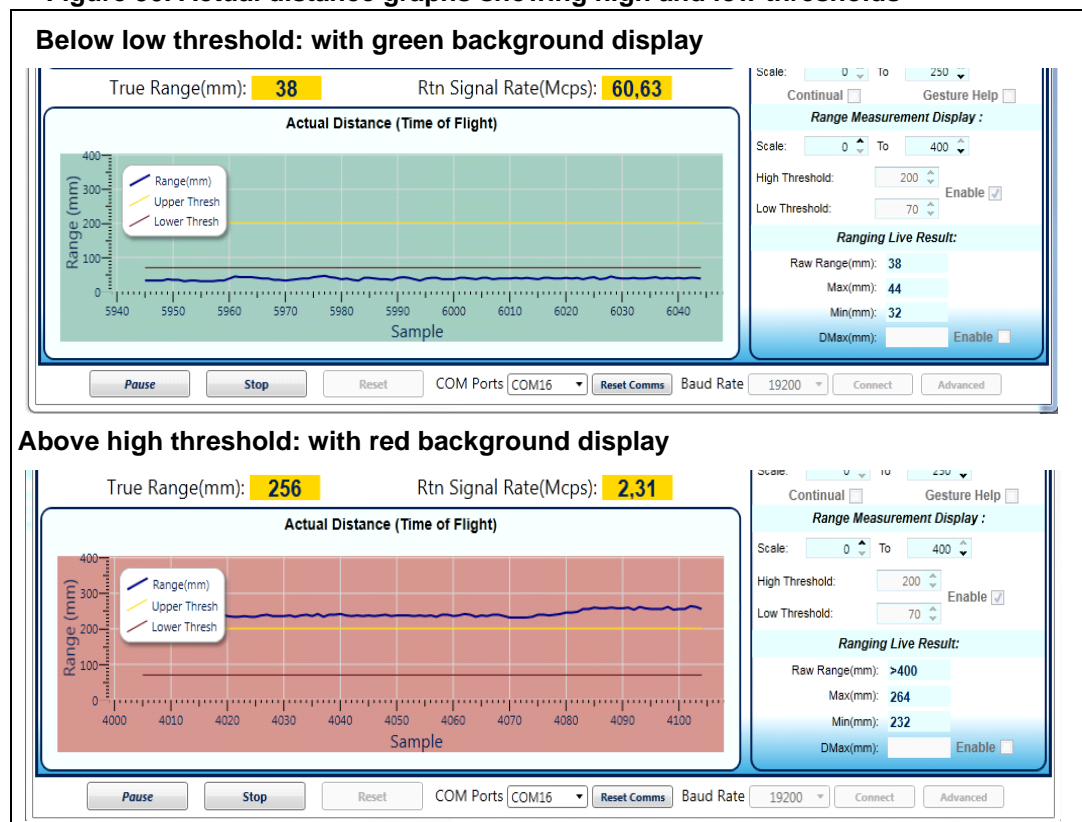 Below low threshold: with green background display
True Range(mm): 38 Rtn Signal Rate(Mcps): 60,63
Scale: 0 To 250
Continual Gesture Help
Actual Distance (Time of Flight)
Range Measurement Display :
Scale: 0 To 400
High Threshold: 200
Enable
Low Threshold: 70
Range (mm)
400
300
200
100
0
Range(mm)
Upper Thresh
Lower Thresh
5940 5950 5960 5970 5980 5990 6000 6010 6020 6030 6040
Sample
Ranging Live Result:
Raw Range(mm): 38
Max(mm): 44
Min(mm): 32
DMax(mm): Enable
Pause Stop Reset COM Ports COM16 Reset Comms Baud Rate 19200 Connect Advanced
Above high threshold: with red background display
True Range(mm): 256 Rtn Signal Rate(Mcps): 2,31
Scale: 0 To 250
Continual Gesture Help
Actual Distance (Time of Flight)
Range Measurement Display :
Scale: 0 To 400
High Threshold: 200
Enable
Low Threshold: 70
Range (mm)
400
300
200
100
0
Range(mm)
Upper Thresh
Lower Thresh
4000 4010 4020 4030 4040 4050 4060 4070 4080 4090 4100
Sample
Ranging Live Result:
Raw Range(mm): >400
Max(mm): 264
Min(mm): 232
DMax(mm): Enable
Pause Stop Reset COM Ports COM16 Reset Comms Baud Rate 19200 Connect Advanced